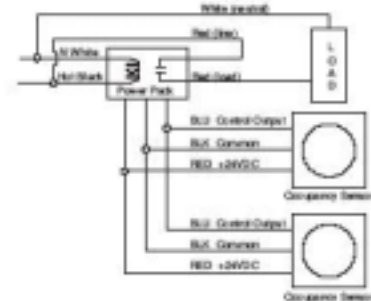 White (neutral)
Red (line)
N White
Hot Black
Red (load)
Power Pack
LOAD
BLU Control Output
BLK Common
RED +24VDC
Occupancy Sensor
BLU Control Output
BLK Common
RED +24VDC
Occupancy Sensor